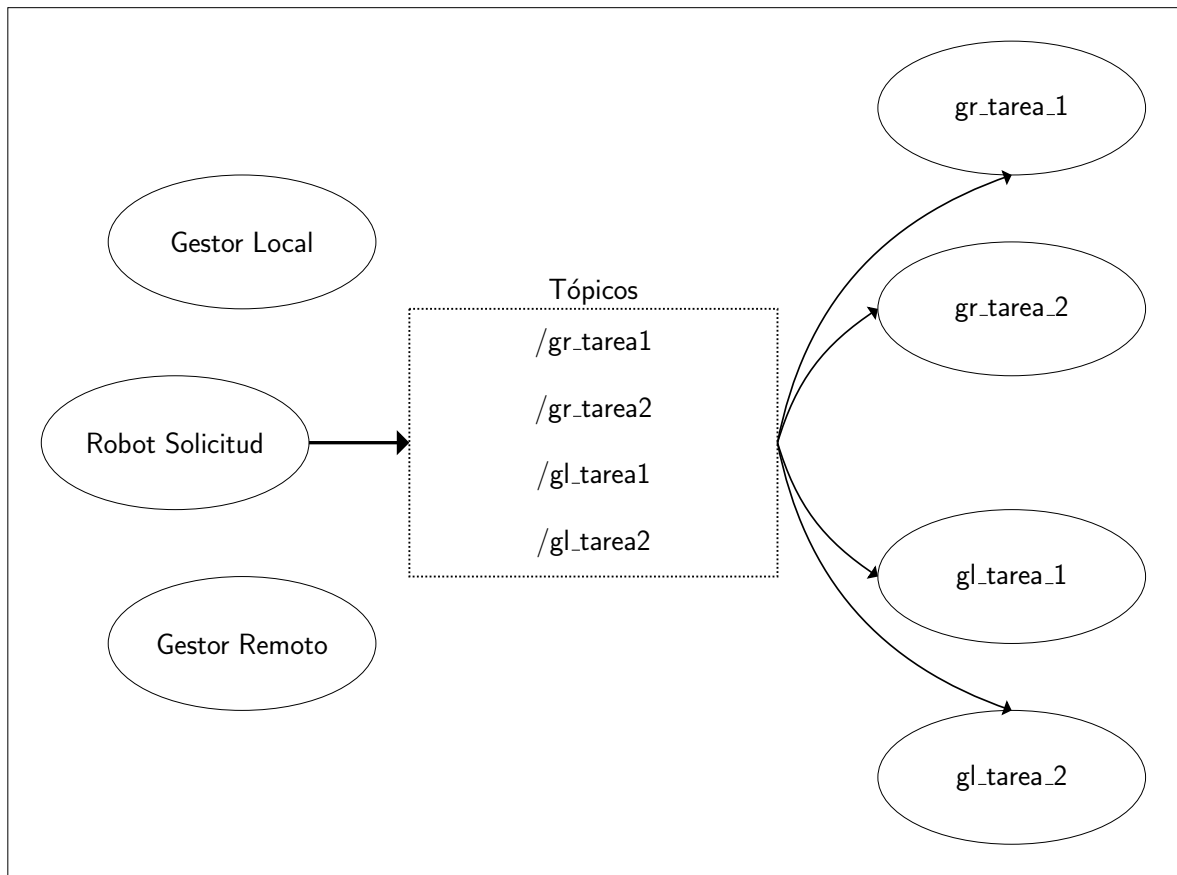 gr_tarea_1
Gestor Local
gr_tarea_2
Tópicos
/gr_tarea1
/gr_tarea2
Robot Solicitud
/gl_tarea1
/gl_tarea2
gl_tarea_1
Gestor Remoto
gl_tarea_2